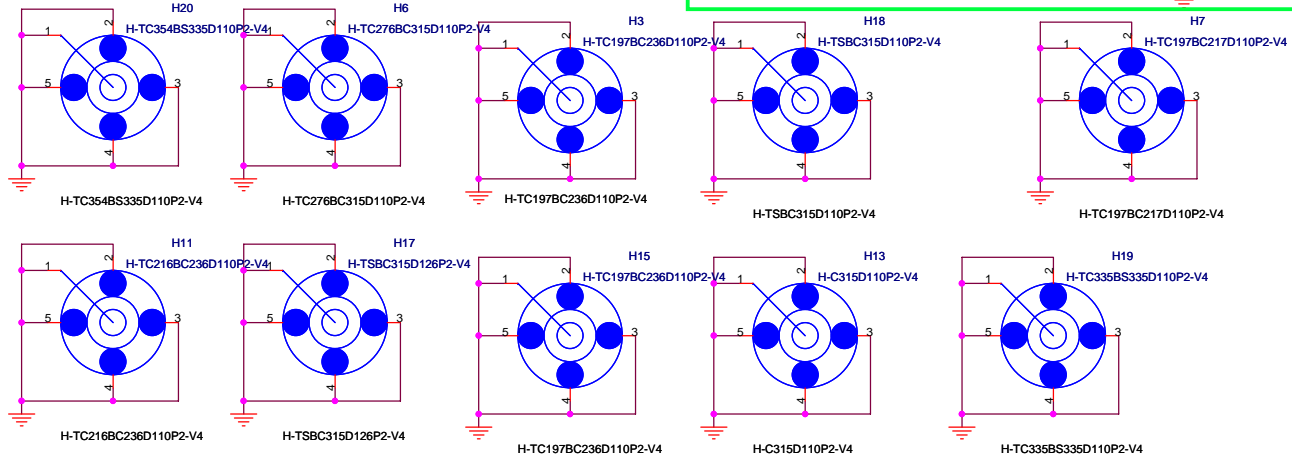 H20
H-TC354BS335D110P2-V4
1
2
3
4
5
H-TC354BS335D110P2-V4
H6
H-TC276BC315D110P2-V4
1
2
3
4
5
H-TC276BC315D110P2-V4
H3
H-TC197BC236D110P2-V4
1
2
3
4
5
H-TC197BC236D110P2-V4
H18
H-TSBC315D110P2-V4
1
2
3
4
5
H-TSBC315D110P2-V4
H7
H-TC197BC217D110P2-V4
1
2
3
4
5
H-TC197BC217D110P2-V4
H11
H-TC216BC236D110P2-V4
1
2
3
4
5
H-TC216BC236D110P2-V4
H17
H-TSBC315D126P2-V4
1
2
3
4
5
H-TSBC315D126P2-V4
H15
H-TC197BC236D110P2-V4
1
2
3
4
5
H-TC197BC236D110P2-V4
H13
H-C315D110P2-V4
1
2
3
4
5
H-C315D110P2-V4
H19
H-TC335BS335D110P2-V4
1
2
3
4
5
H-TC335BS335D110P2-V4